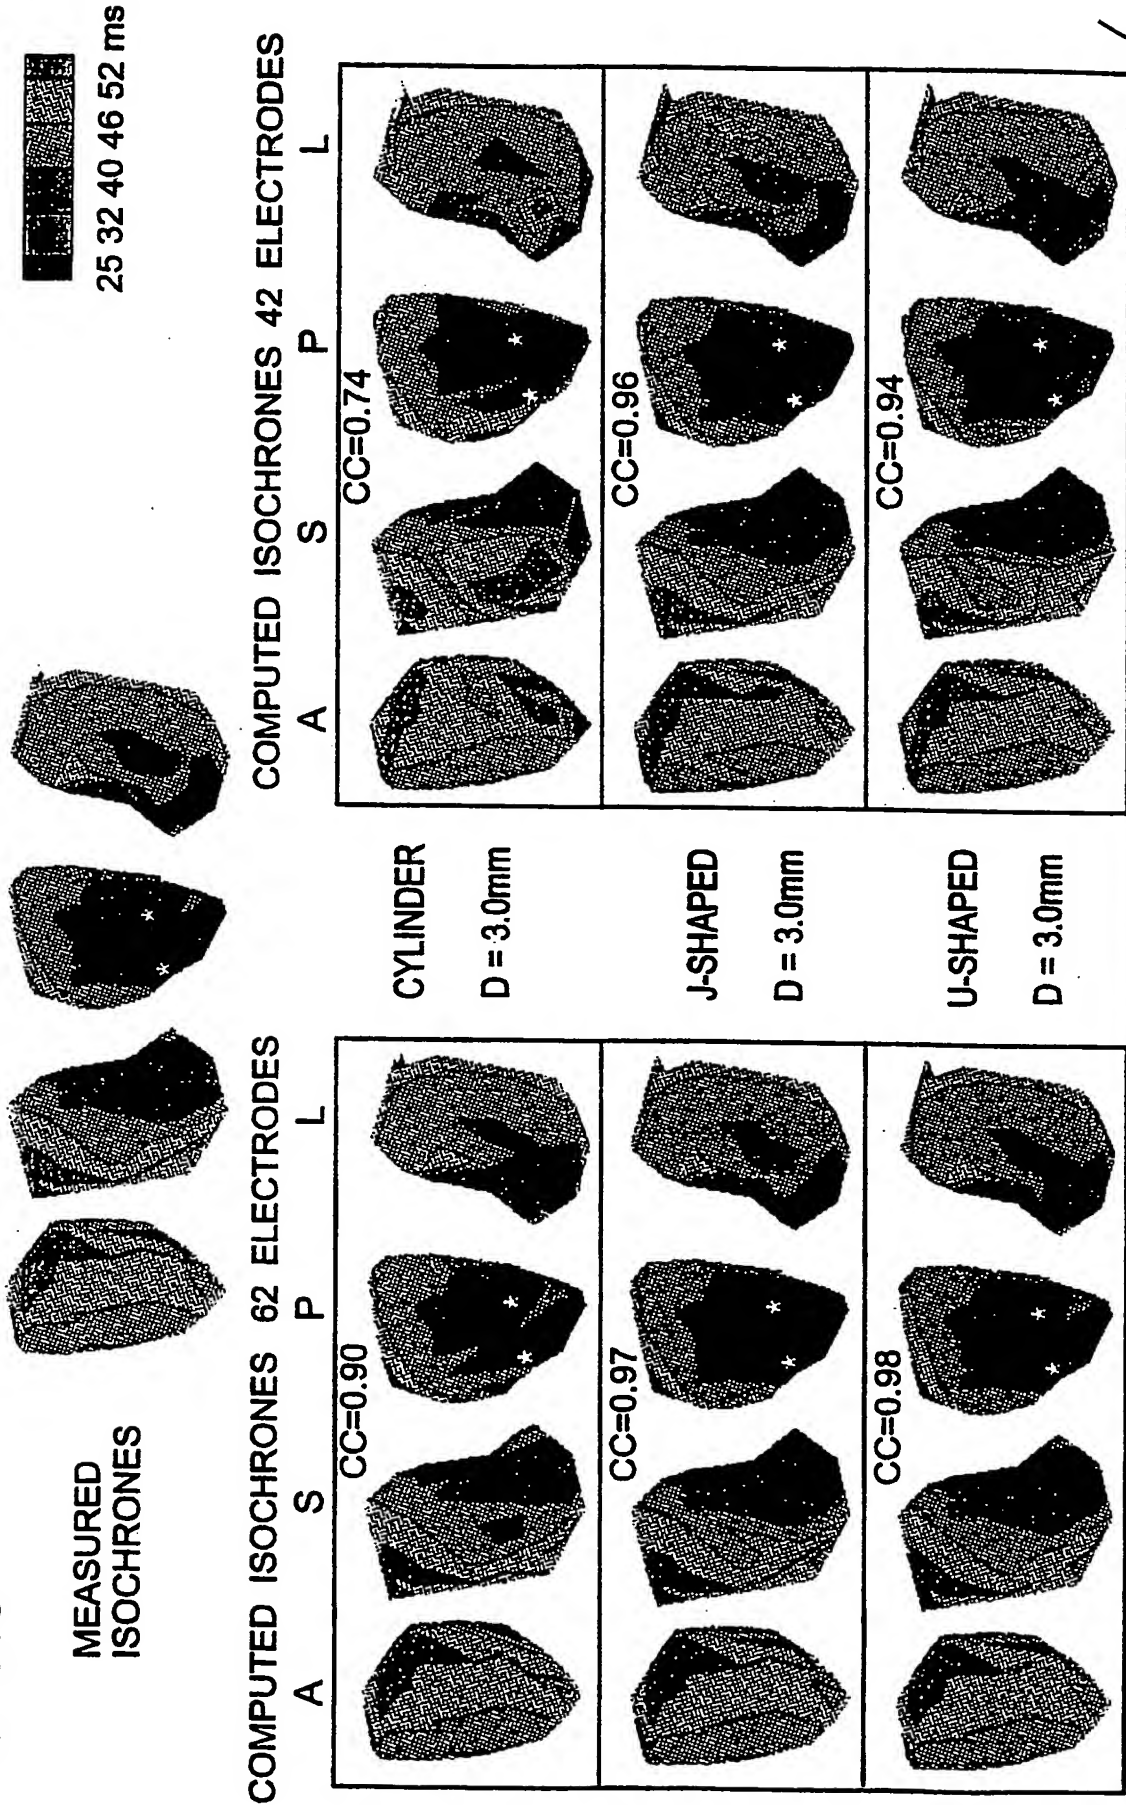 25 32 40 46 52 ms
MEASURED
ISOCHRONES
COMPUTED ISOCHRONES 62 ELECTRODES
A S P L
CC=0.90
CC=0.97
CC=0.98
CYLINDER
D = 3.0mm
J-SHAPED
D = 3.0mm
U-SHAPED
D = 3.0mm
COMPUTED ISOCHRONES 42 ELECTRODES
A S P L
CC=0.74
CC=0.96
CC=0.94